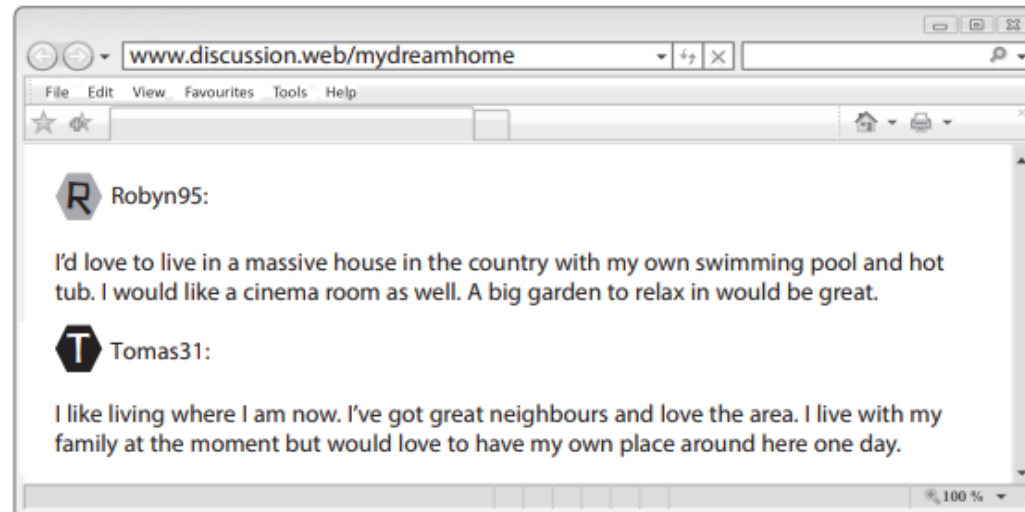 www.discussion.web/mydreamhome
File Edit View Favourites Tools Help
R Robyn95:
I'd love to live in a massive house in the country with my own swimming pool and hot
tub. I would like a cinema room as well. A big garden to relax in would be great.
T Tomas31:
I like living where I am now. I've got great neighbours and love the area. I live with my
family at the moment but would love to have my own place around here one day.
100 %